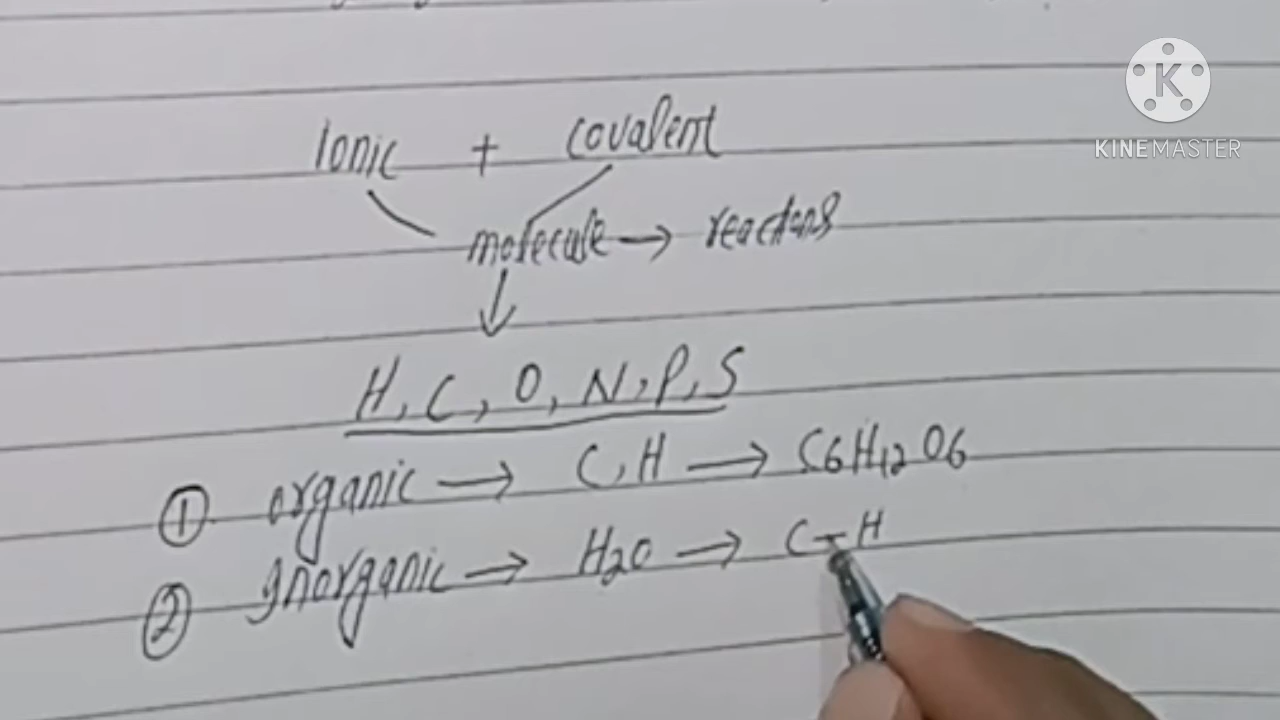 K
KINEMASTER
Ionic + covalent
molecule → reactions
H, C, O, N, P, S
① organic → C, H → C6H12O6
② Inorganic → H2O → C-H